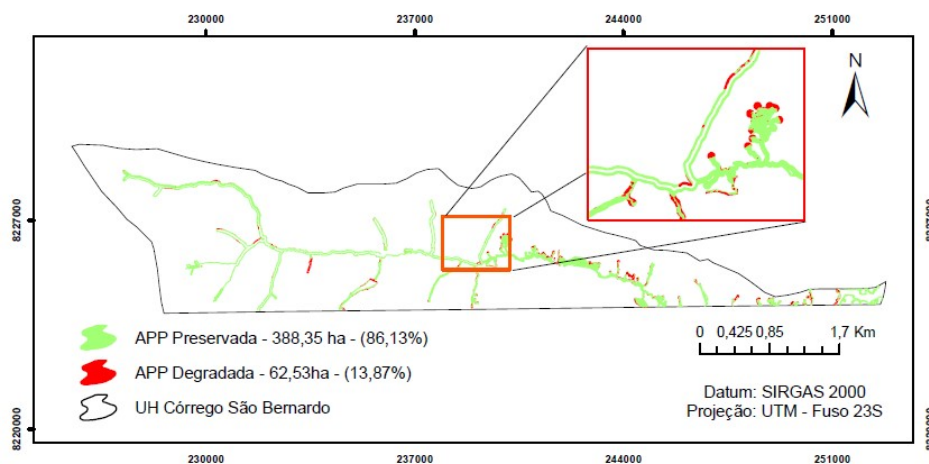 230000 237000 244000 251000
N
8227000 8227000
APP Preservada - 388,35 ha - (86,13%)
APP Degradada - 62,53ha - (13,87%)
UH Córrego São Bernardo
0 0,425 0,85 1,7 Km
Datum: SIRGAS 2000
Projeção: UTM - Fuso 23S
8220000 8220000
230000 237000 244000 251000